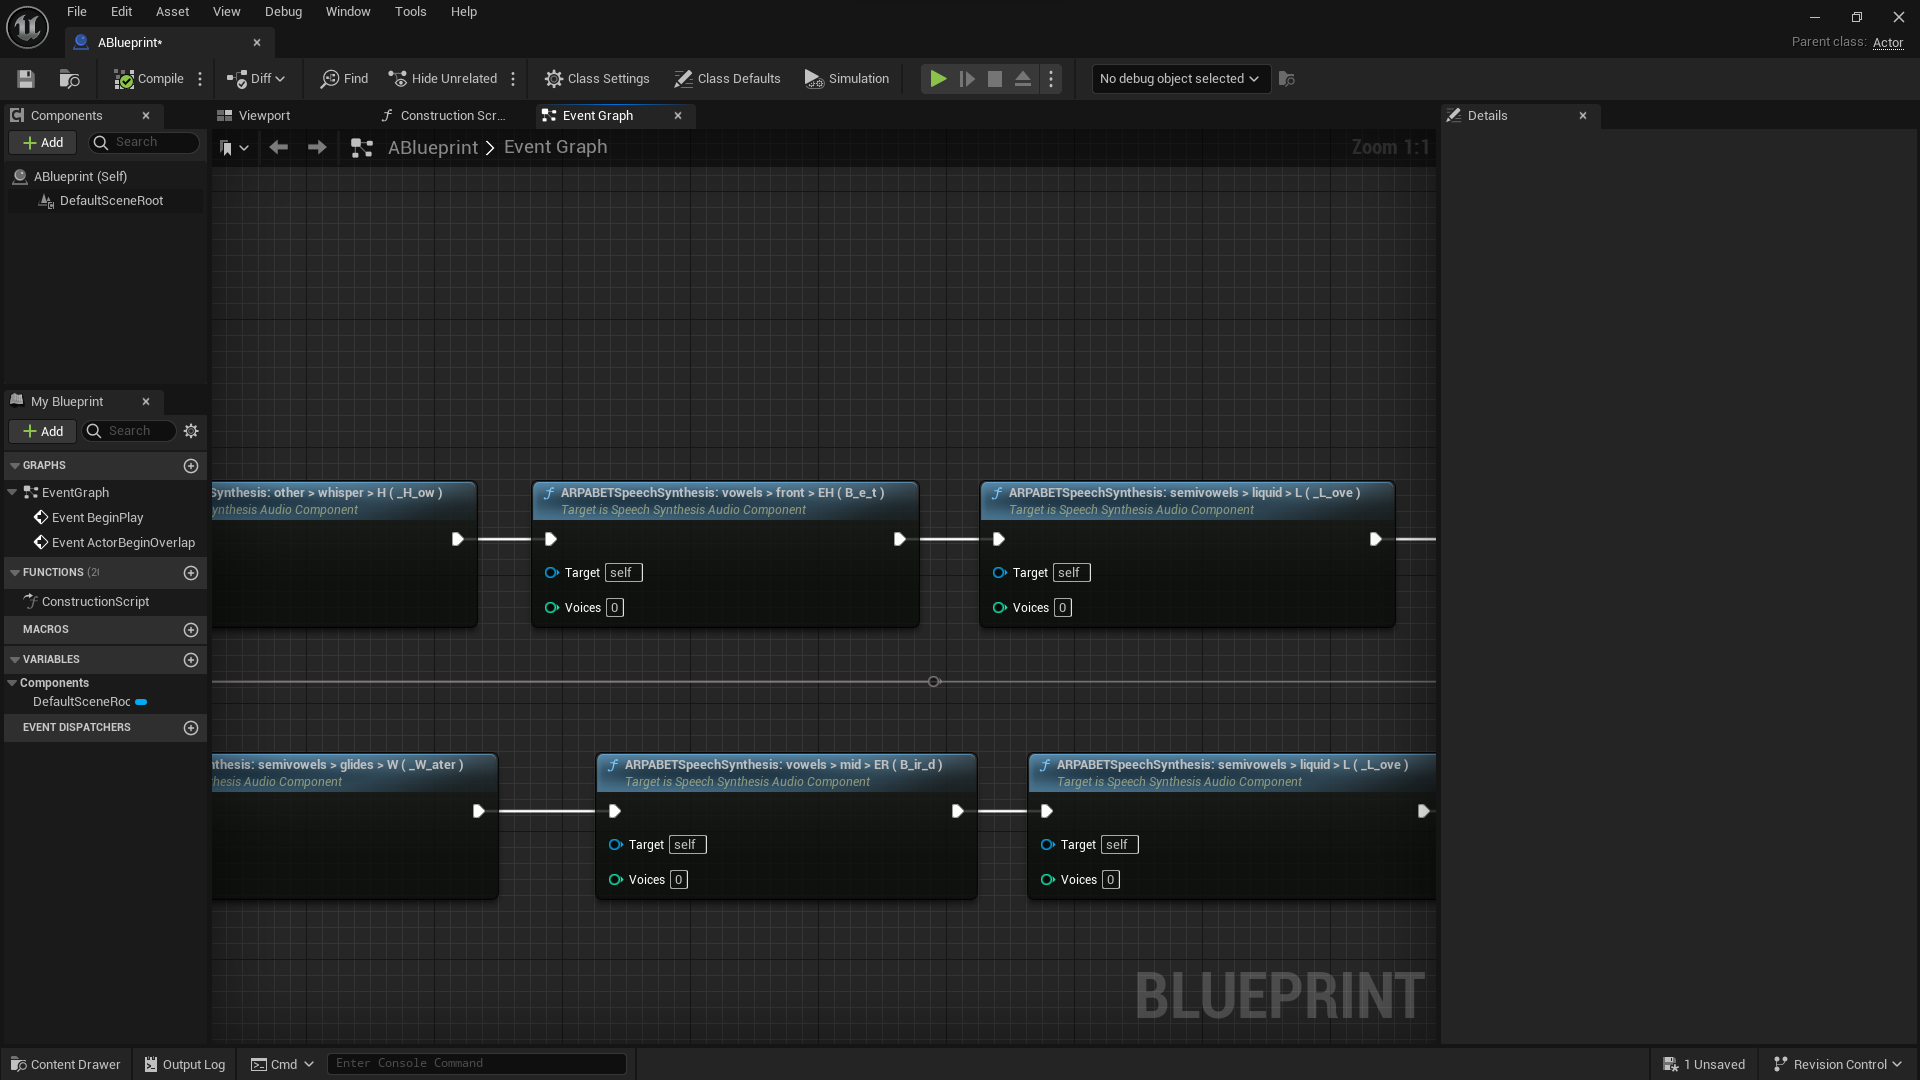 File Edit Asset View Debug Window Tools Help
ABlueprint*
Parent class: Actor
Compile Diff Find Hide Unrelated Class Settings Class Defaults Simulation No debug object selected
Components
Viewport
Construction Scr...
Event Graph
Details
Add Search
ABlueprint > Event Graph
Zoom 1:1
ABlueprint (Self)
DefaultSceneRoot
My Blueprint
Add Search
GRAPHS
EventGraph
Event BeginPlay
Event ActorBeginOverlap
FUNCTIONS (20
ConstructionScript
MACROS
VARIABLES
Components
DefaultSceneRoc
EVENT DISPATCHERS
Synthesis: other > whisper > H ( _H_ow )
ynthesis Audio Component
ARPABETSpeechSynthesis: vowels > front > EH ( B_e_t )
Target is Speech Synthesis Audio Component
Target self
Voices 0
ARPABETSpeechSynthesis: semivowels > liquid > L ( _L_ove )
Target is Speech Synthesis Audio Component
Target self
Voices 0
nthesis: semivowels > glides > W ( _W_ater )
hesis Audio Component
ARPABETSpeechSynthesis: vowels > mid > ER ( B_ir_d )
Target is Speech Synthesis Audio Component
Target self
Voices 0
ARPABETSpeechSynthesis: semivowels > liquid > L ( _L_ove )
Target is Speech Synthesis Audio Component
Target self
Voices 0
BLUEPRINT
Content Drawer Output Log Cmd Enter Console Command 1 Unsaved Revision Control